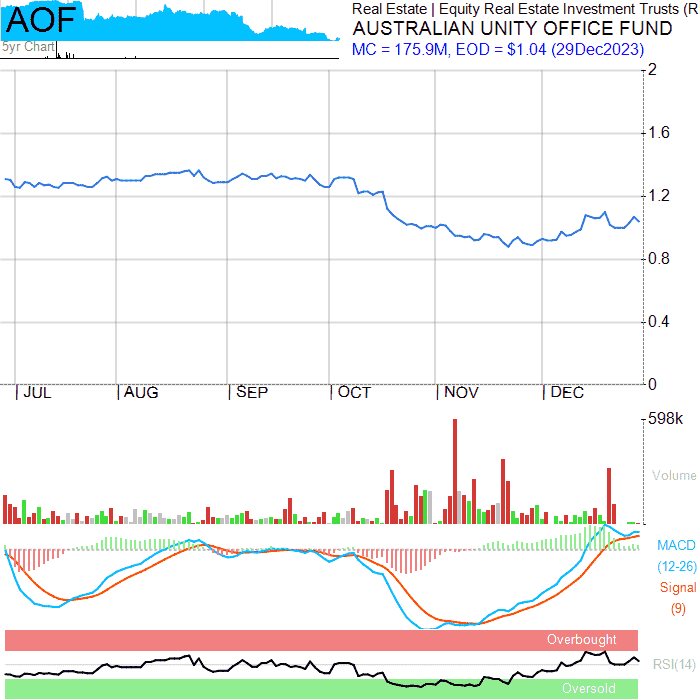 AOF
5yr Chart
Real Estate | Equity Real Estate Investment Trusts (R
AUSTRALIAN UNITY OFFICE FUND
MC = 175.9M, EOD = $1.04 (29Dec2023)
2
1.6
1.2
0.8
0.4
0
JUL AUG SEP OCT NOV DEC
598k
Volume
MACD
(12-26)
Signal
(9)
Overbought
RSI(14)
Oversold